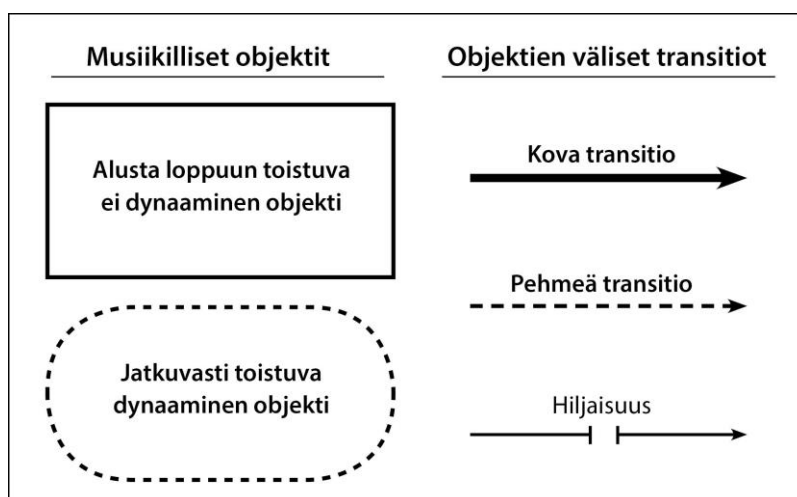 Musiikilliset objektit
Alusta loppuun toistuva
ei dynaaminen objekti
Jatkuvasti toistuva
dynaaminen objekti
Objektien väliset transitiot
Kova transitio
Pehmeä transitio
Hiljaisuus